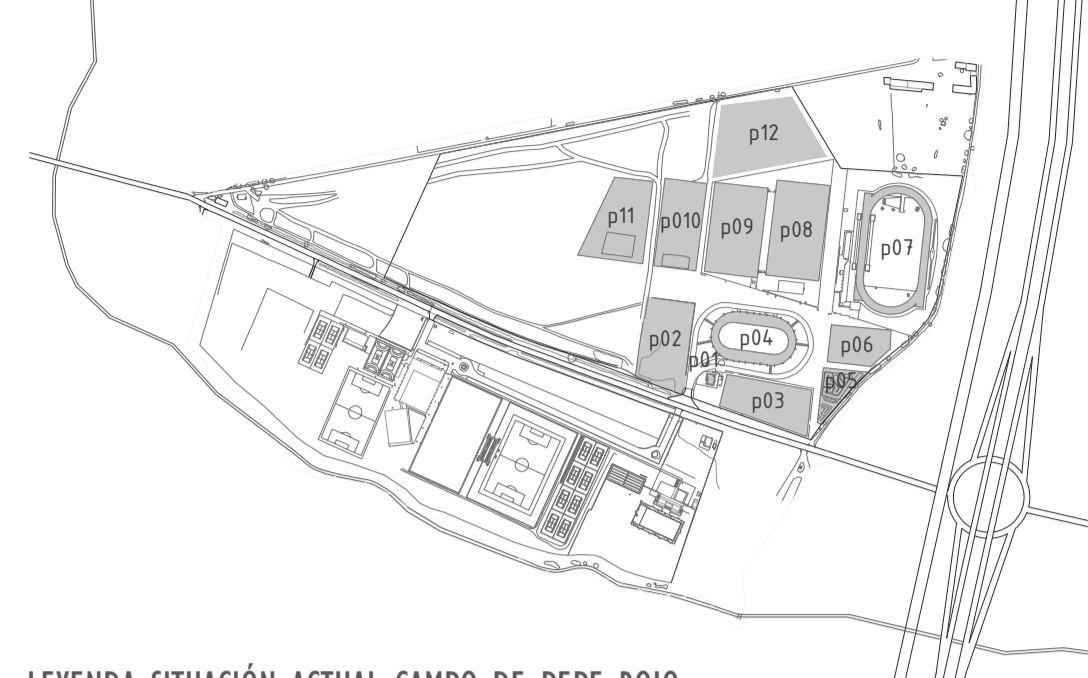 p12
p11
p010
p09
p08
p07
p02
p04
p06
p01
p05
p03
LEYENDA SITUACIÓN ACTUAL CAMPO DE PEPE ROJO